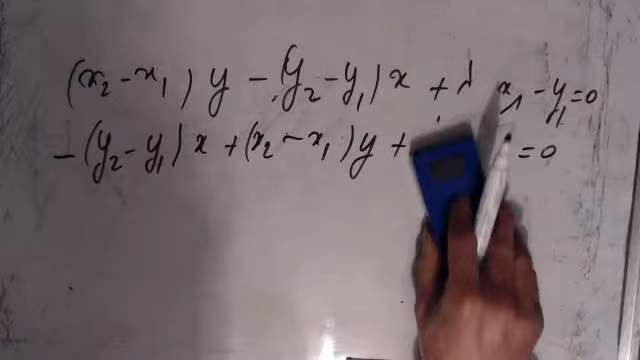 (x₂ - x₁) y - (y₂ - y₁) x + λ x₁ - y₁ = 0
- (y₂ - y₁) x + (x₂ - x₁) y + = 0